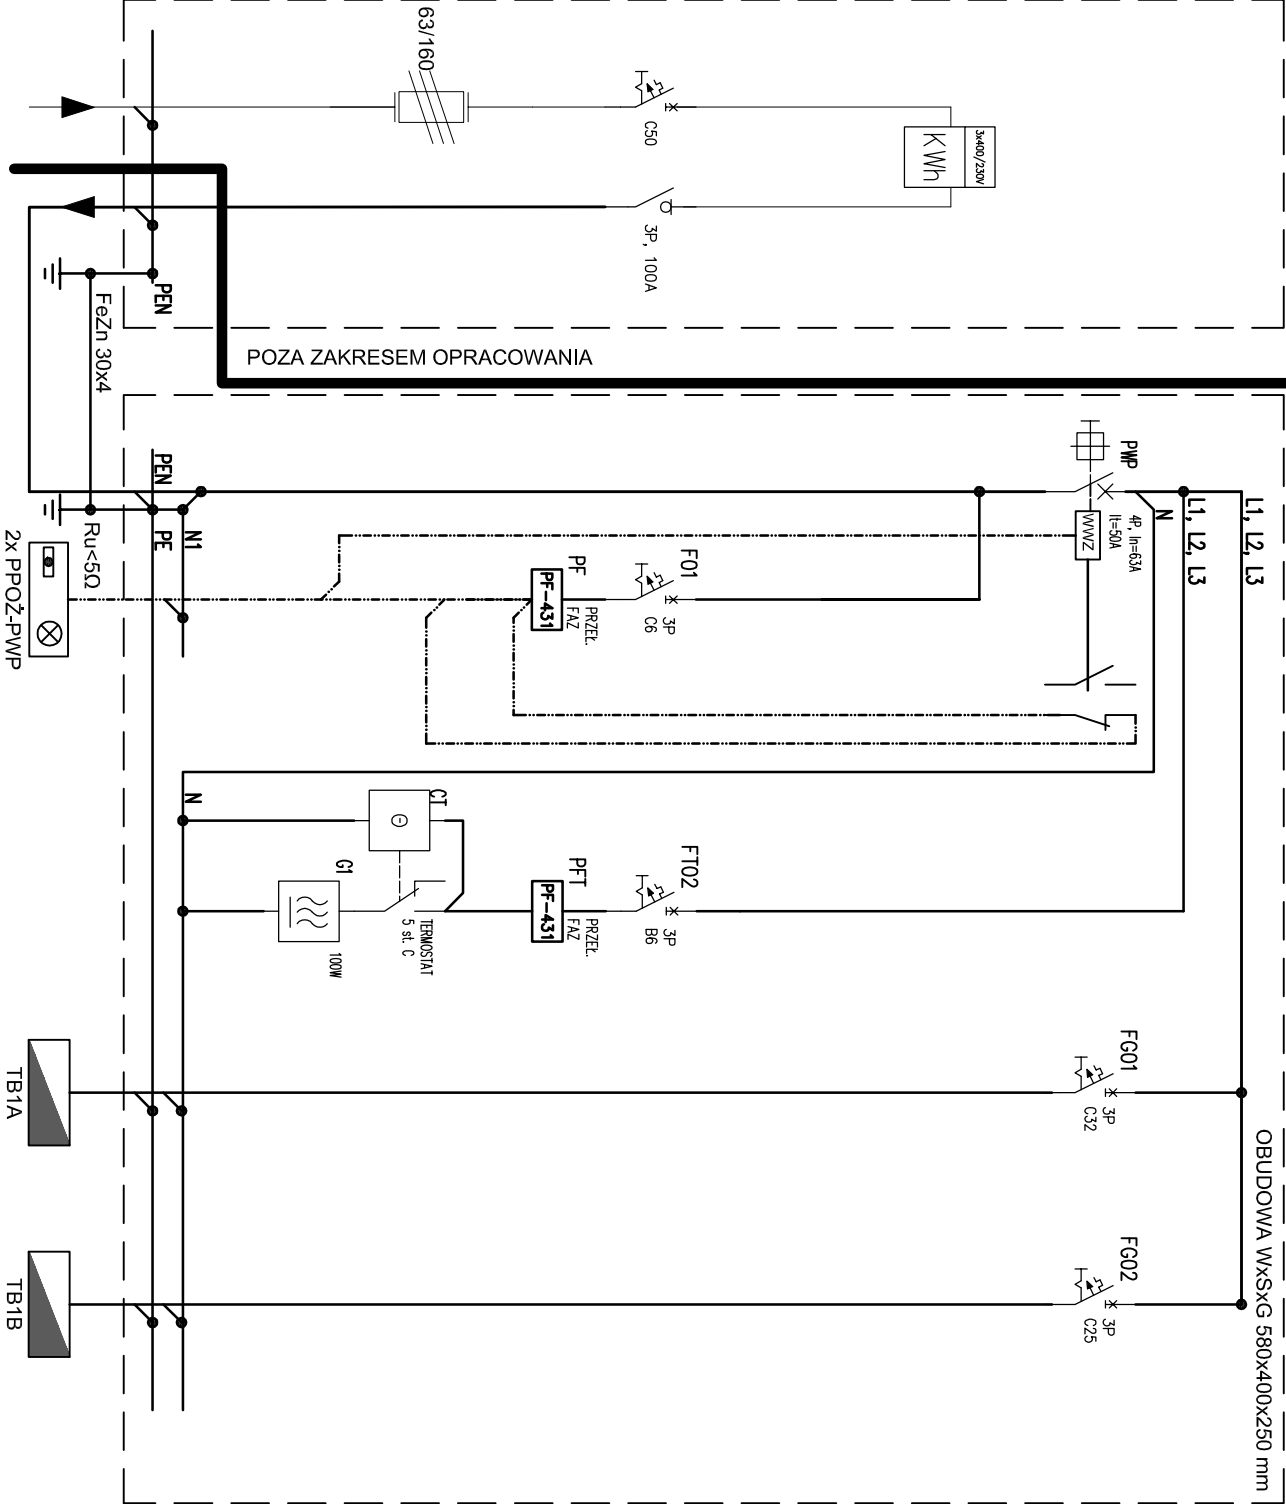 63/160
C50
3P, 100A
3x400/230V
KWh
PEN
FeZn 30x4
POZA ZAKRESEM OPRACOWANIA
OBUDOWA WxSxG 580x400x250 mm
L1, L2, L3
L1, L2, L3
N
PWP
4P, In=63A
It=50A
WWZ
F01
3P
C6
PF
PF-431
PRZEŁ.
FAZ
PEN
PE
N1
Ru<5Ω
2x PPOŻ-PWP
FT02
3P
B6
PFT
PF-431
PRZEŁ.
FAZ
CT
TERMOSTAT
5 st. C
G1
100W
N
FG01
3P
C32
TB1A
FG02
3P
C25
TB1B